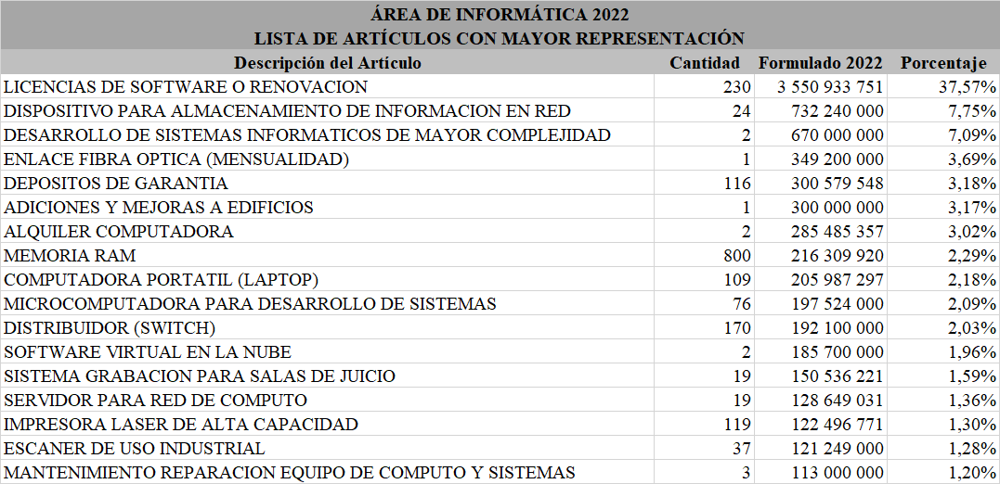 ÁREA DE INFORMÁTICA 2022
LISTA DE ARTÍCULOS CON MAYOR REPRESENTACIÓN
Descripción del Artículo Cantidad Formulado 2022 Porcentaje
LICENCIAS DE SOFTWARE O RENOVACION 230 3 550 933 751 37,57%
DISPOSITIVO PARA ALMACENAMIENTO DE INFORMACION EN RED 24 732 240 000 7,75%
DESARROLLO DE SISTEMAS INFORMATICOS DE MAYOR COMPLEJIDAD 2 670 000 000 7,09%
ENLACE FIBRA OPTICA (MENSUALIDAD) 1 349 200 000 3,69%
DEPOSITOS DE GARANTIA 116 300 579 548 3,18%
ADICIONES Y MEJORAS A EDIFICIOS 1 300 000 000 3,17%
ALQUILER COMPUTADORA 2 285 485 357 3,02%
MEMORIA RAM 800 216 309 920 2,29%
COMPUTADORA PORTATIL (LAPTOP) 109 205 987 297 2,18%
MICROCOMPUTADORA PARA DESARROLLO DE SISTEMAS 76 197 524 000 2,09%
DISTRIBUIDOR (SWITCH) 170 192 100 000 2,03%
SOFTWARE VIRTUAL EN LA NUBE 2 185 700 000 1,96%
SISTEMA GRABACION PARA SALAS DE JUICIO 19 150 536 221 1,59%
SERVIDOR PARA RED DE COMPUTO 19 128 649 031 1,36%
IMPRESORA LASER DE ALTA CAPACIDAD 119 122 496 771 1,30%
ESCANER DE USO INDUSTRIAL 37 121 249 000 1,28%
MANTENIMIENTO REPARACION EQUIPO DE COMPUTO Y SISTEMAS 3 113 000 000 1,20%